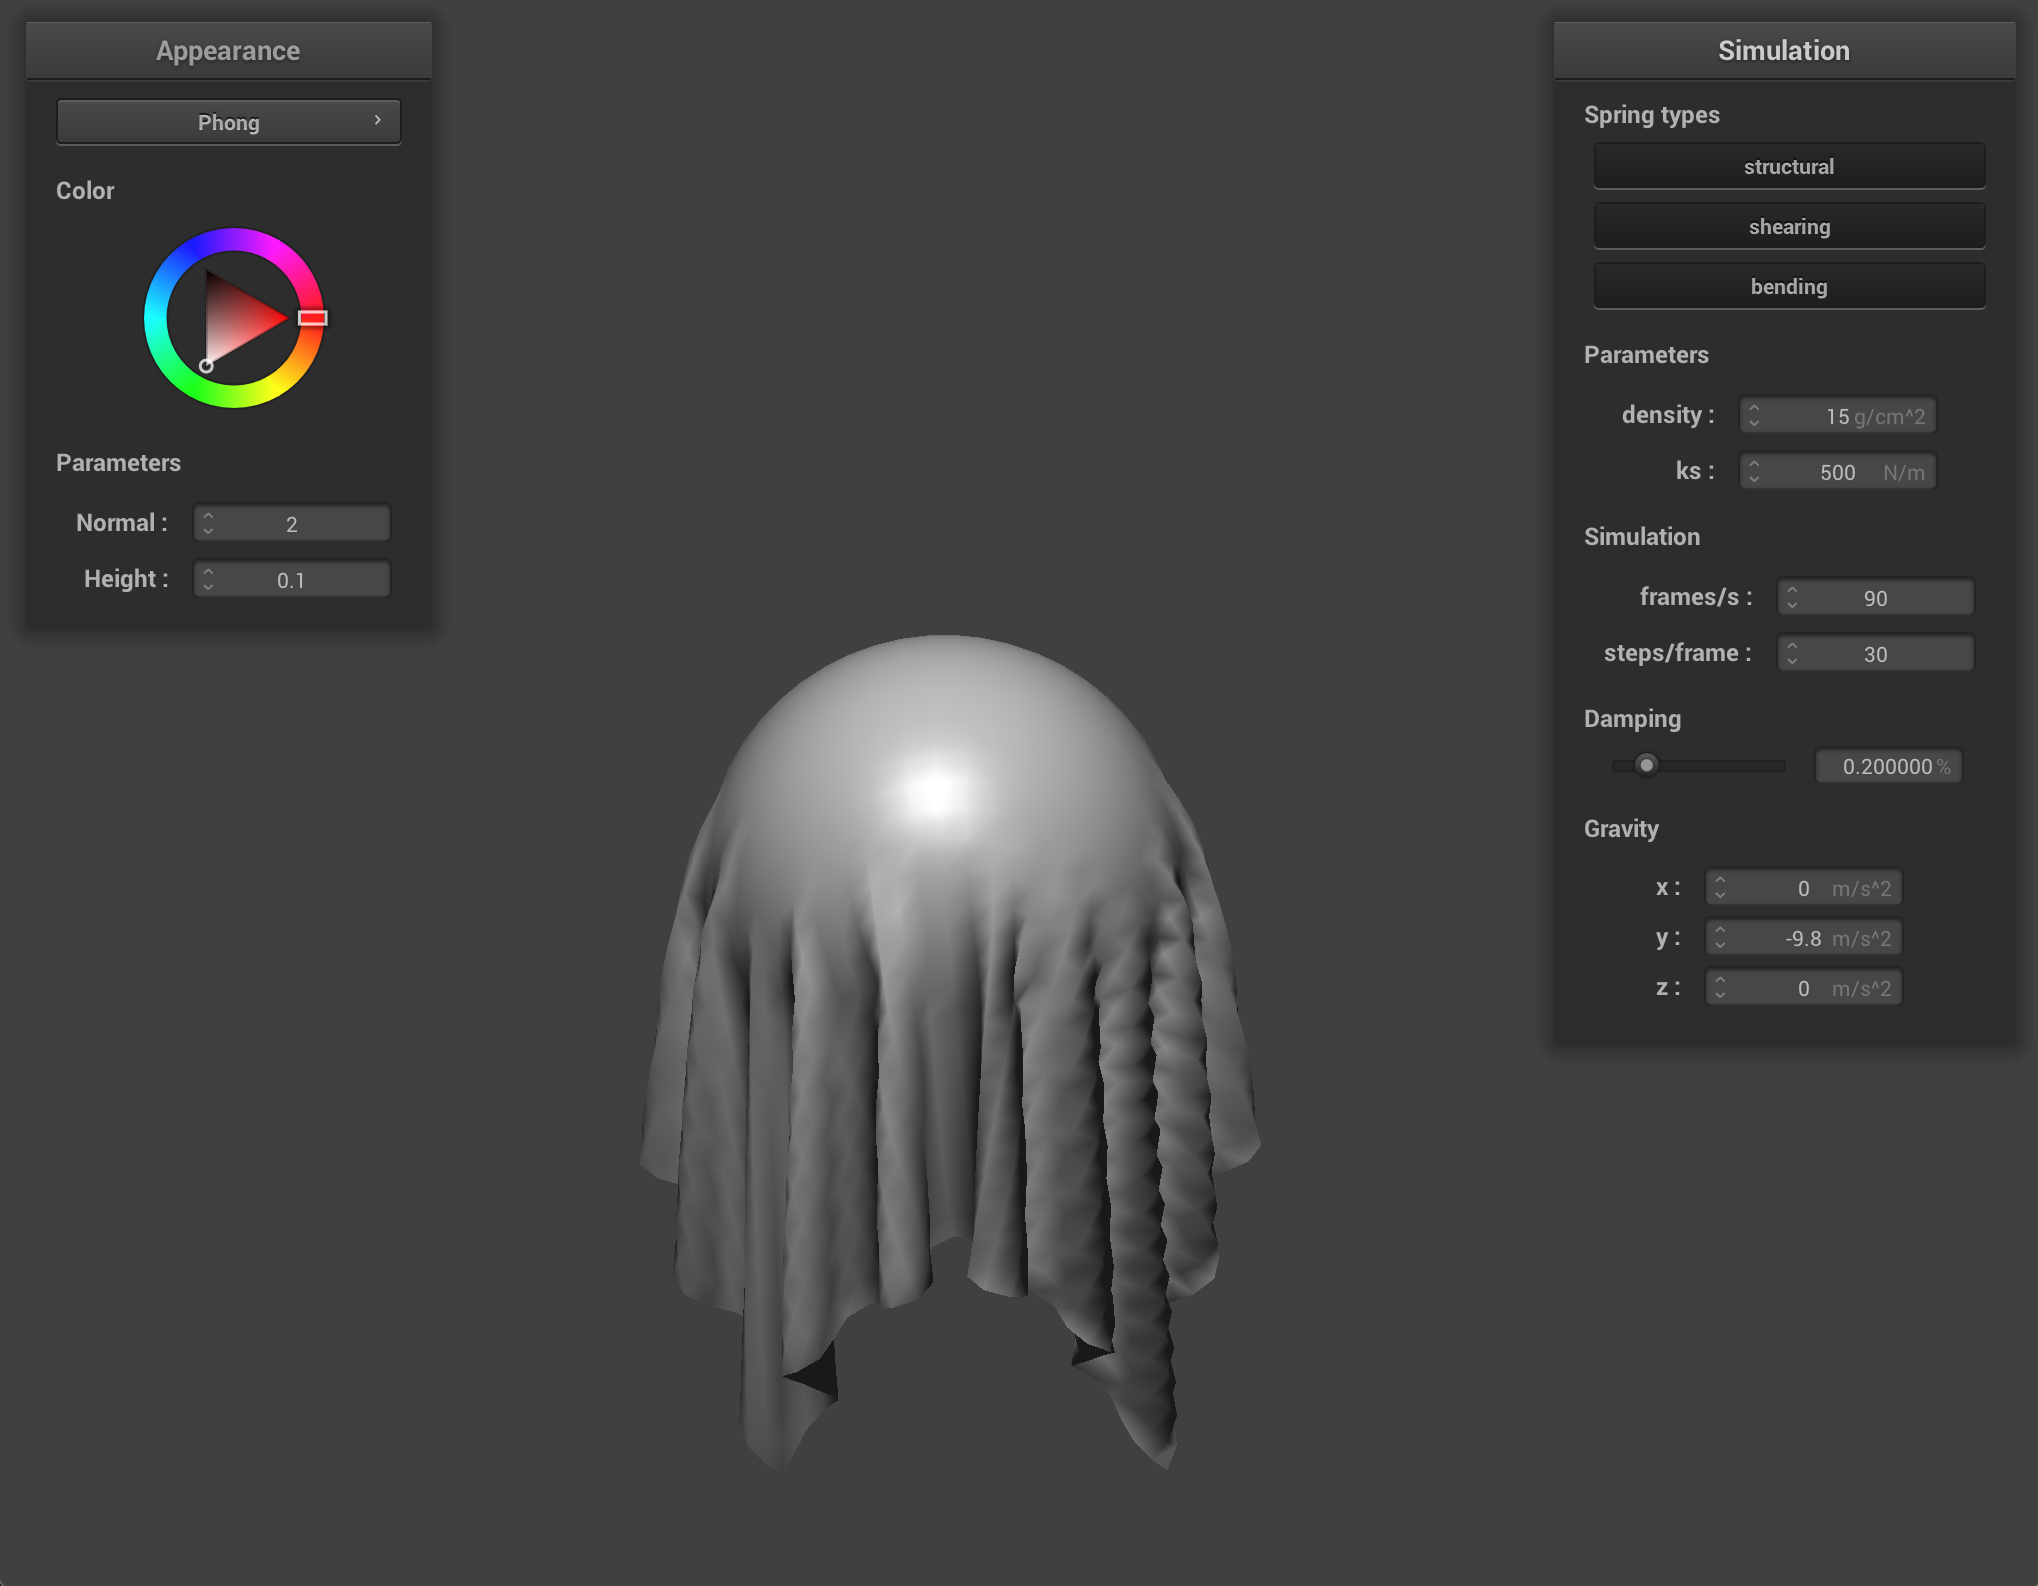 Appearance
Phong
Color
Parameters
Normal :
2
Height :
0.1
Simulation
Spring types
structural
shearing
bending
Parameters
density :
15 g/cm^2
ks :
500 N/m
Simulation
frames/s :
90
steps/frame :
30
Damping
0.200000 %
Gravity
x :
0 m/s^2
y :
-9.8 m/s^2
z :
0 m/s^2